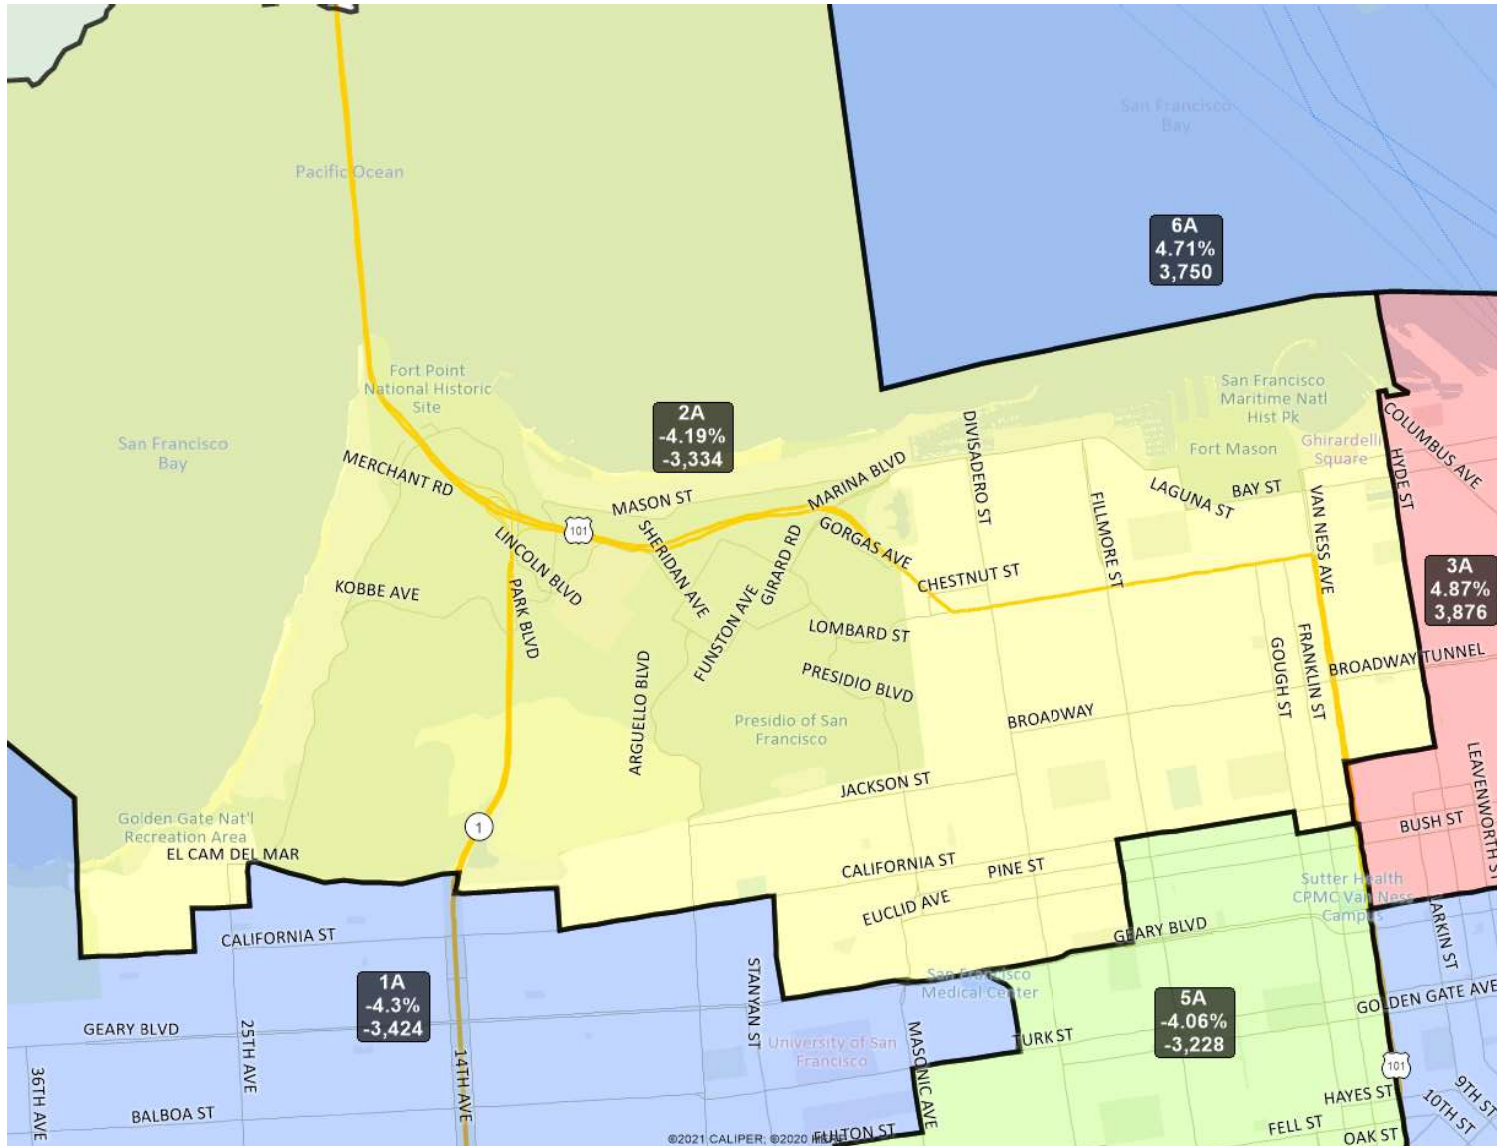 San Francisco
Bay
Pacific Ocean
6A
4.71%
3,750
Fort Point
National Historic
Site
San Francisco
Maritime Natl
Hist Pk
2A
-4.19%
-3,334
San Francisco
Bay
DIVISADERO ST
COLUMBUS AVE
Fort Mason
Ghirardelli
Square
HYDE ST
MERCHANT RD
MARINA BLVD
MASON ST
LAGUNA ST
BAY ST
VAN NESS AVE
FILLMORE ST
101
LINCOLN BLVD
SHERIDAN AVE
GORGAS AVE
GIRARD RD
CHESTNUT ST
3A
4.87%
3,876
KOBBE AVE
PARK BLVD
FUNSTON AVE
LOMBARD ST
FRANKLIN ST
GOUGH ST
BROADWAY TUNNEL
ARGUELLO BLVD
PRESIDIO BLVD
Presidio of San
Francisco
BROADWAY
LEAVENWORTH ST
JACKSON ST
Golden Gate Nat'l
Recreation Area
1
BUSH ST
EL CAM DEL MAR
CALIFORNIA ST
PINE ST
Sutter Health
CPMC Van Ness
Campus
EUCLID AVE
CALIFORNIA ST
GEARY BLVD
LARKIN ST
1A
-4.3%
-3,424
STANYAN ST
San Francisco
Medical Center
5A
-4.06%
-3,228
GOLDEN GATE AVE
GEARY BLVD
25TH AVE
University of San
Francisco
MASONIC AVE
TURK ST
36TH AVE
14TH AVE
101
9TH ST
10TH ST
HAYES ST
BALBOA ST
FULTON ST
FELL ST
OAK ST
©2021 CALIPER; ©2020 HERE